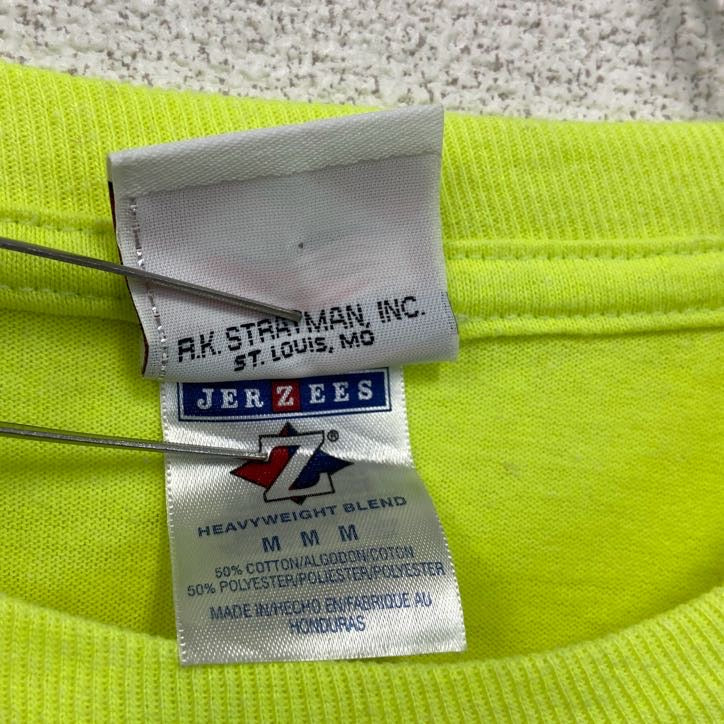 R.K. STRATMAN, INC.
ST. LOUIS, MO
JERZEES
Z®
HEAVYWEIGHT BLEND
M M M
50% COTTON/ALGODON/COTON
50% POLYESTER/POLIESTER/POLYESTER
MADE IN/HECHO EN/FABRIQUE AU
HONDURAS